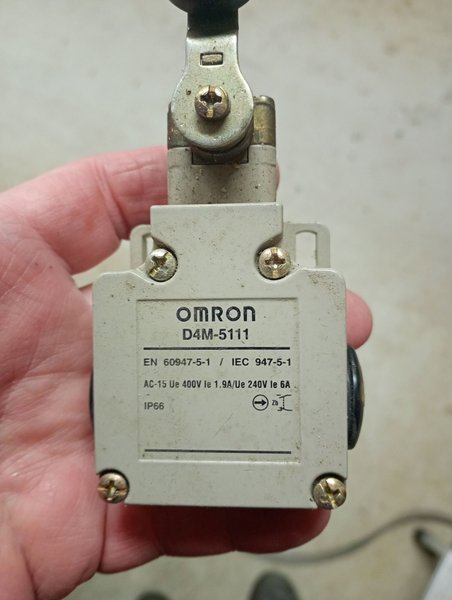 OMRON
D4M-5111
EN 60947-5-1 / IEC 947-5-1
AC-15 Ue 400V Ie 1.9A/Ue 240V Ie 6A
IP66 Zb